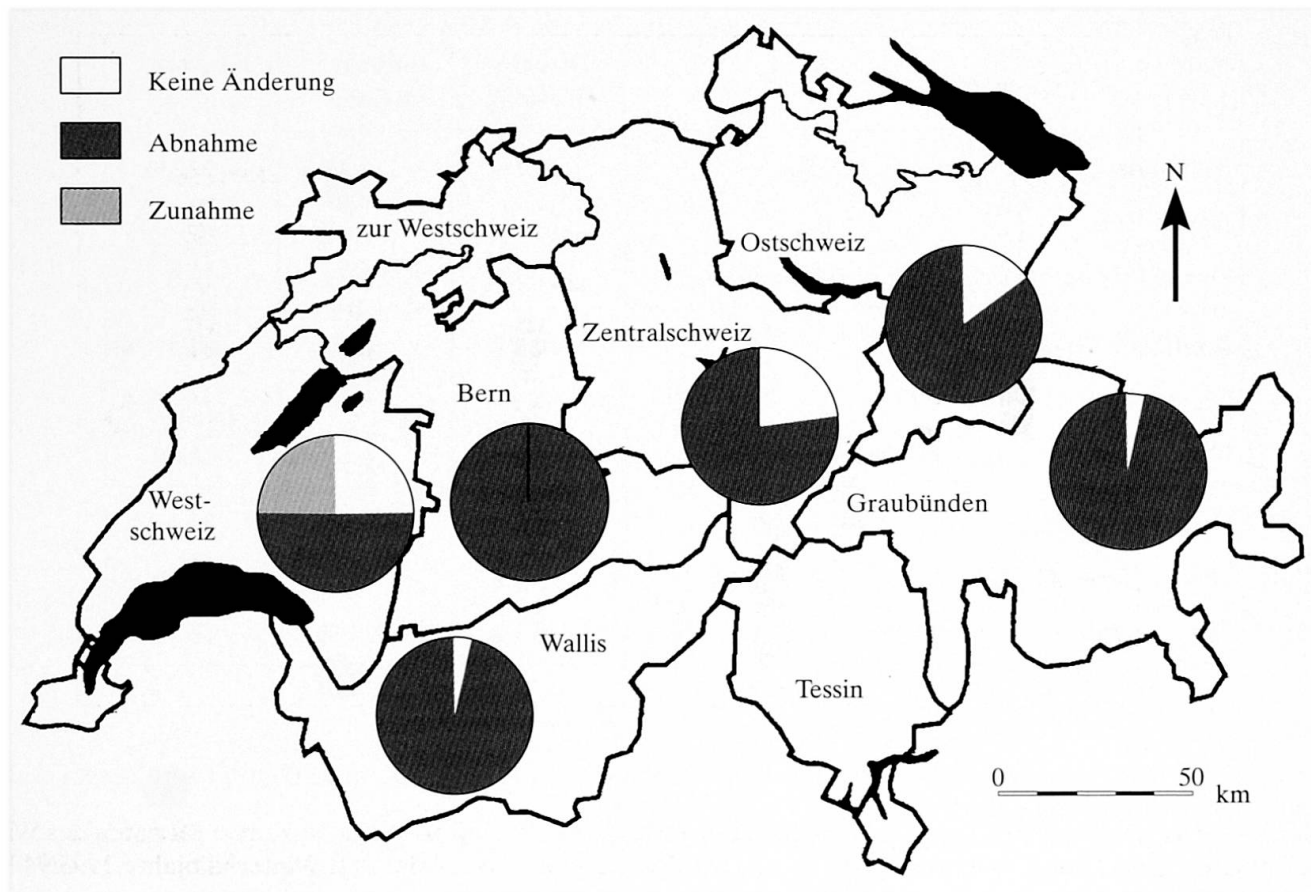 Keine Änderung
Abnahme
Zunahme
zur Westschweiz
Ostschweiz
N
Zentralschweiz
Bern
West-
schweiz
Graubünden
Wallis
Tessin
0 50
km